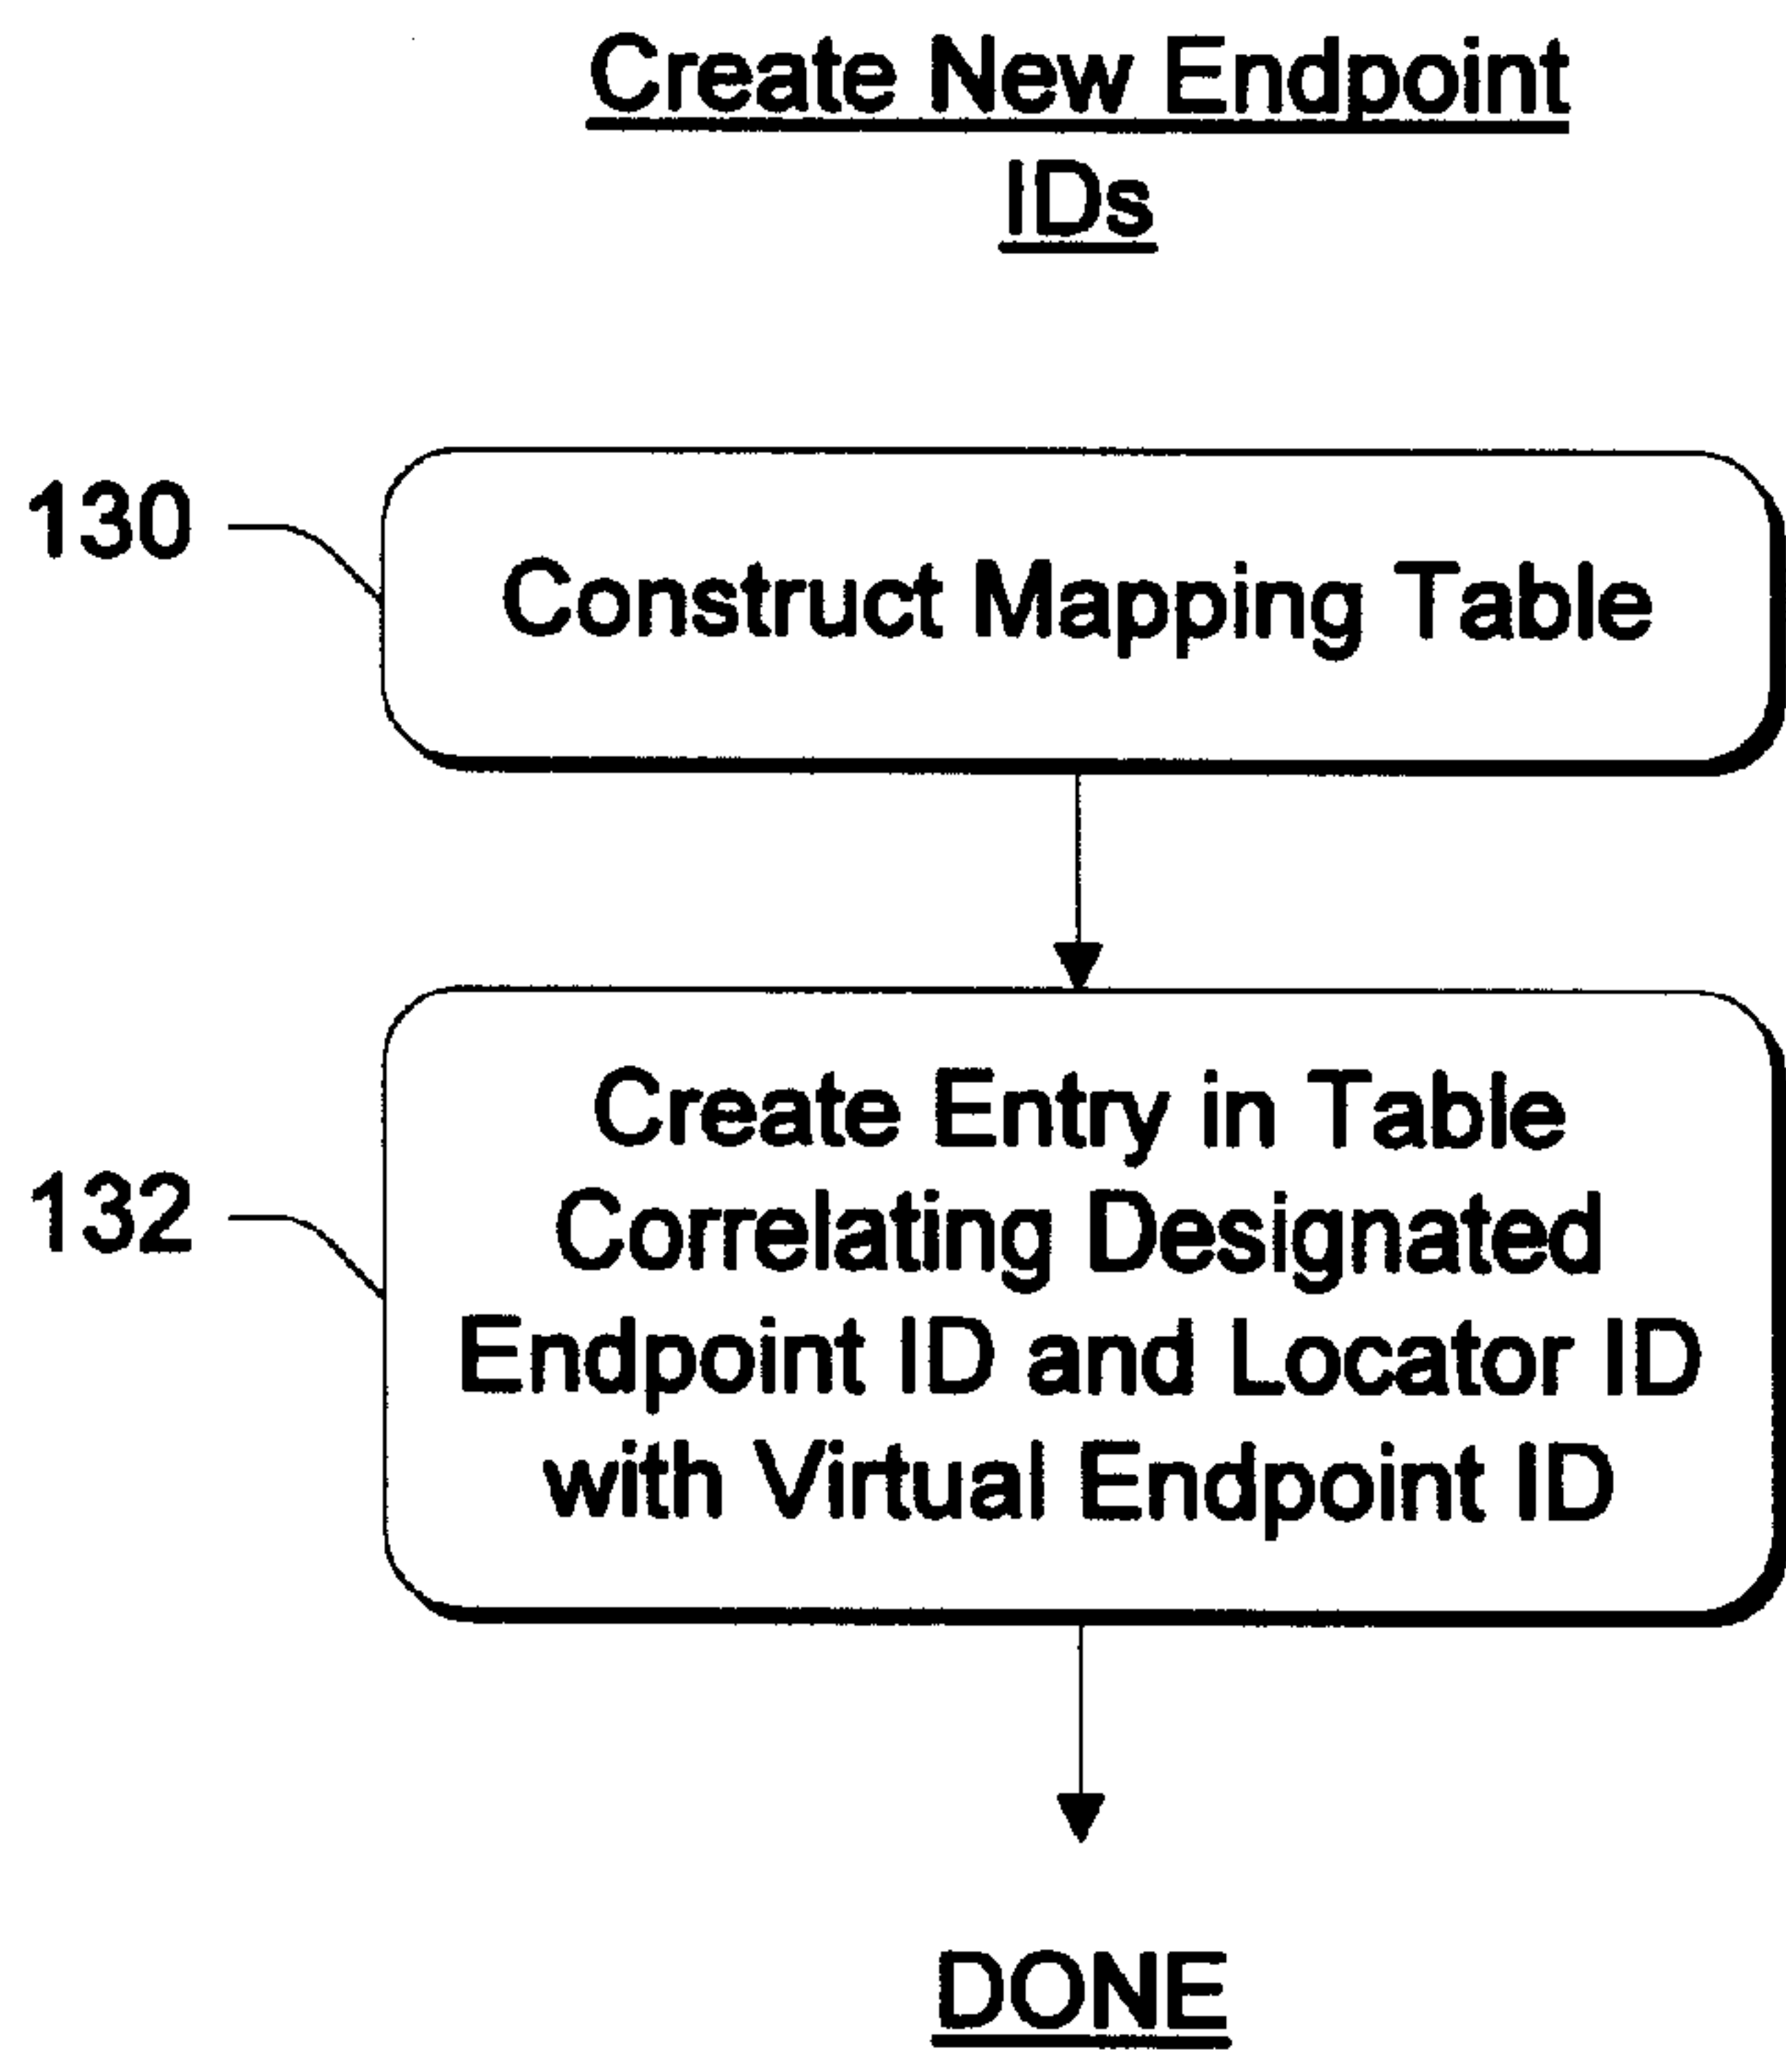 Create New Endpoint
IDs
130
Construct Mapping Table
132
Create Entry in Table
Correlating Designated
Endpoint ID and Locator ID
with Virtual Endpoint ID
DONE